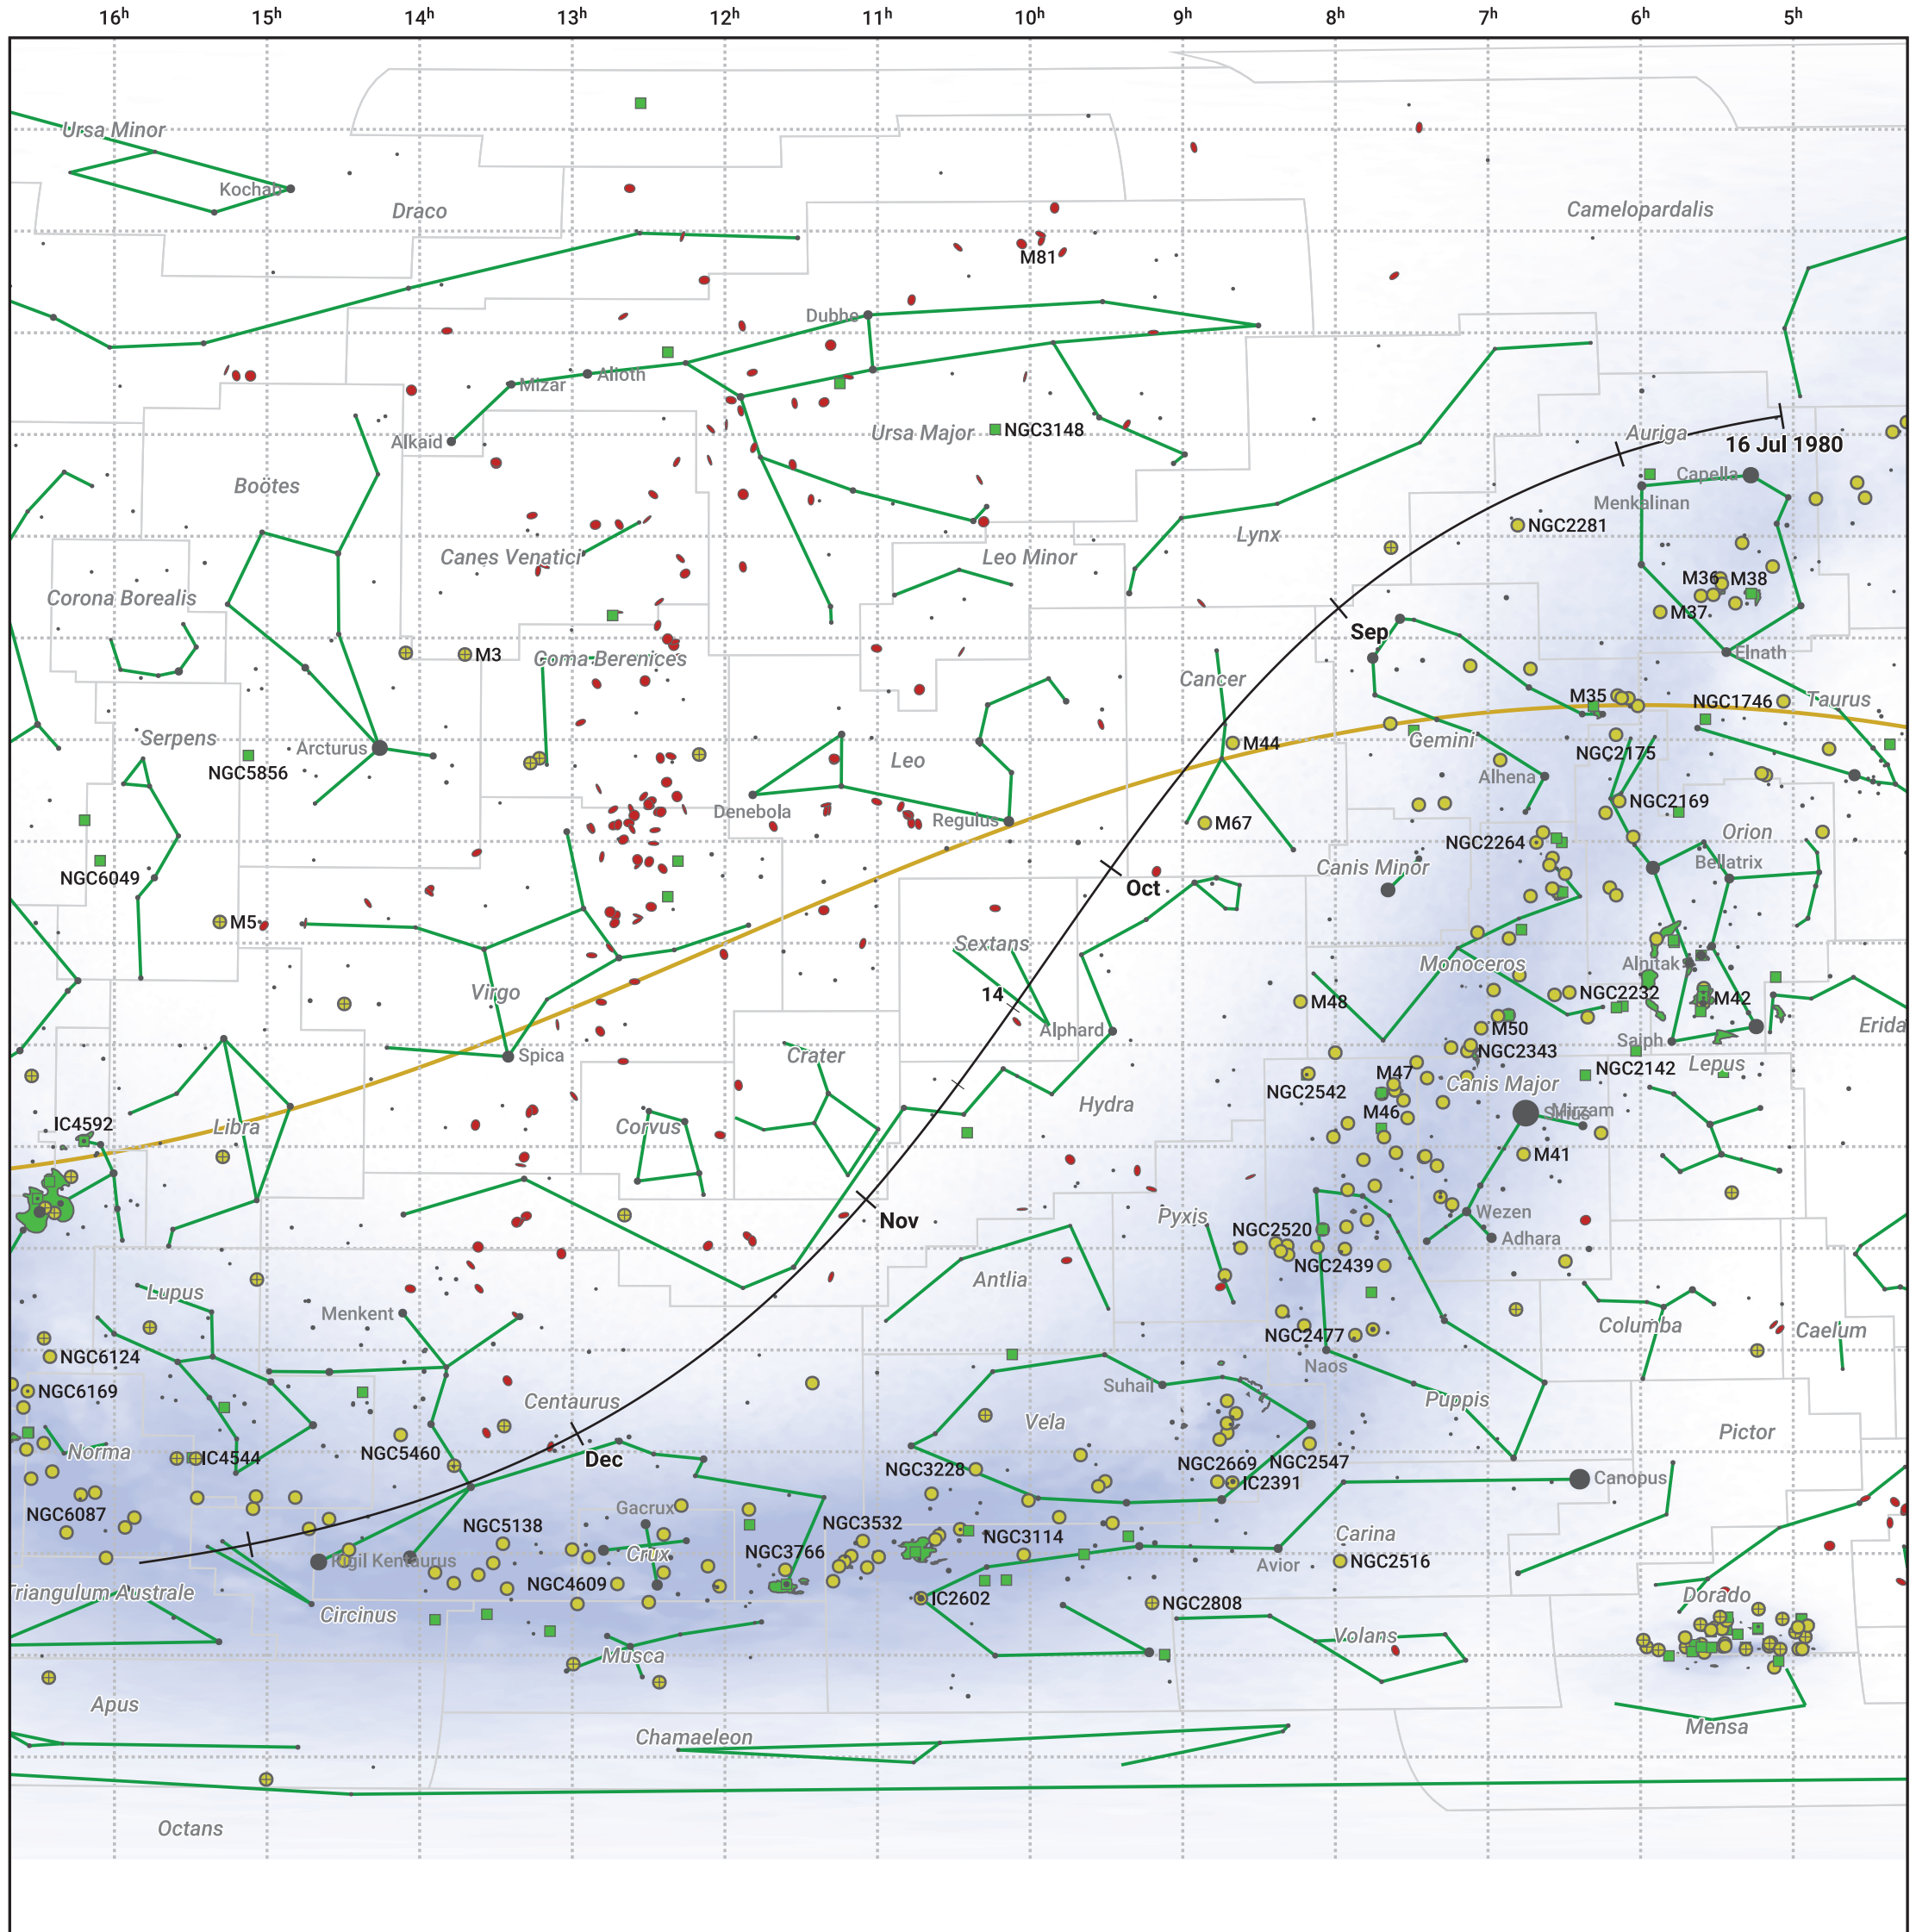 16h 15h 14h 13h 12h 11h 10h 9h 8h 7h 6h 5h
Ursa Minor
Kochab
Draco
Camelopardalis
M81
Dubhe
Mizar
Alioth
Alkaid
Ursa Major
NGC3148
Auriga
16 Jul 1980
Capella
Menkalinan
Boötes
NGC2281
Lynx
Canes Venatici
Leo Minor
M36
M38
Corona Borealis
M37
Sep
Elnath
M3
Coma Berenices
Cancer
M35
NGC1746
Taurus
Serpens
Arcturus
M44
Gemini
NGC2175
NGC5856
Leo
Alhena
Denebola
Regulus
M67
NGC2169
Orion
NGC2264
Bellatrix
Canis Minor
NGC6049
Oct
M5
Sextans
Alnitak
Monoceros
Virgo
14
M48
NGC2232
M42
Alphard
M50
Erida
Spica
Saiph
Crater
NGC2343
Lepus
NGC2142
M47
NGC2542
Canis Major
Hydra
M46
Mirzam
Sirius
IC4592
Libra
Corvus
M41
Nov
Pyxis
Wezen
NGC2520
Adhara
NGC2439
Antlia
Lupus
Menkent
NGC2477
Columba
Caelum
NGC6124
Naos
NGC6169
Suhail
Centaurus
Vela
Puppis
Norma
NGC5460
Pictor
IC4544
Dec
NGC3228
NGC2669
NGC2547
IC2391
Canopus
NGC6087
Gacrux
NGC5138
NGC3532
NGC3114
Carina
Rigil Kentaurus
Crux
NGC3766
Avior
NGC2516
Triangulum Australe
NGC4609
IC2602
NGC2808
Dorado
Circinus
Volans
Musca
Apus
Chamaeleon
Mensa
Octans